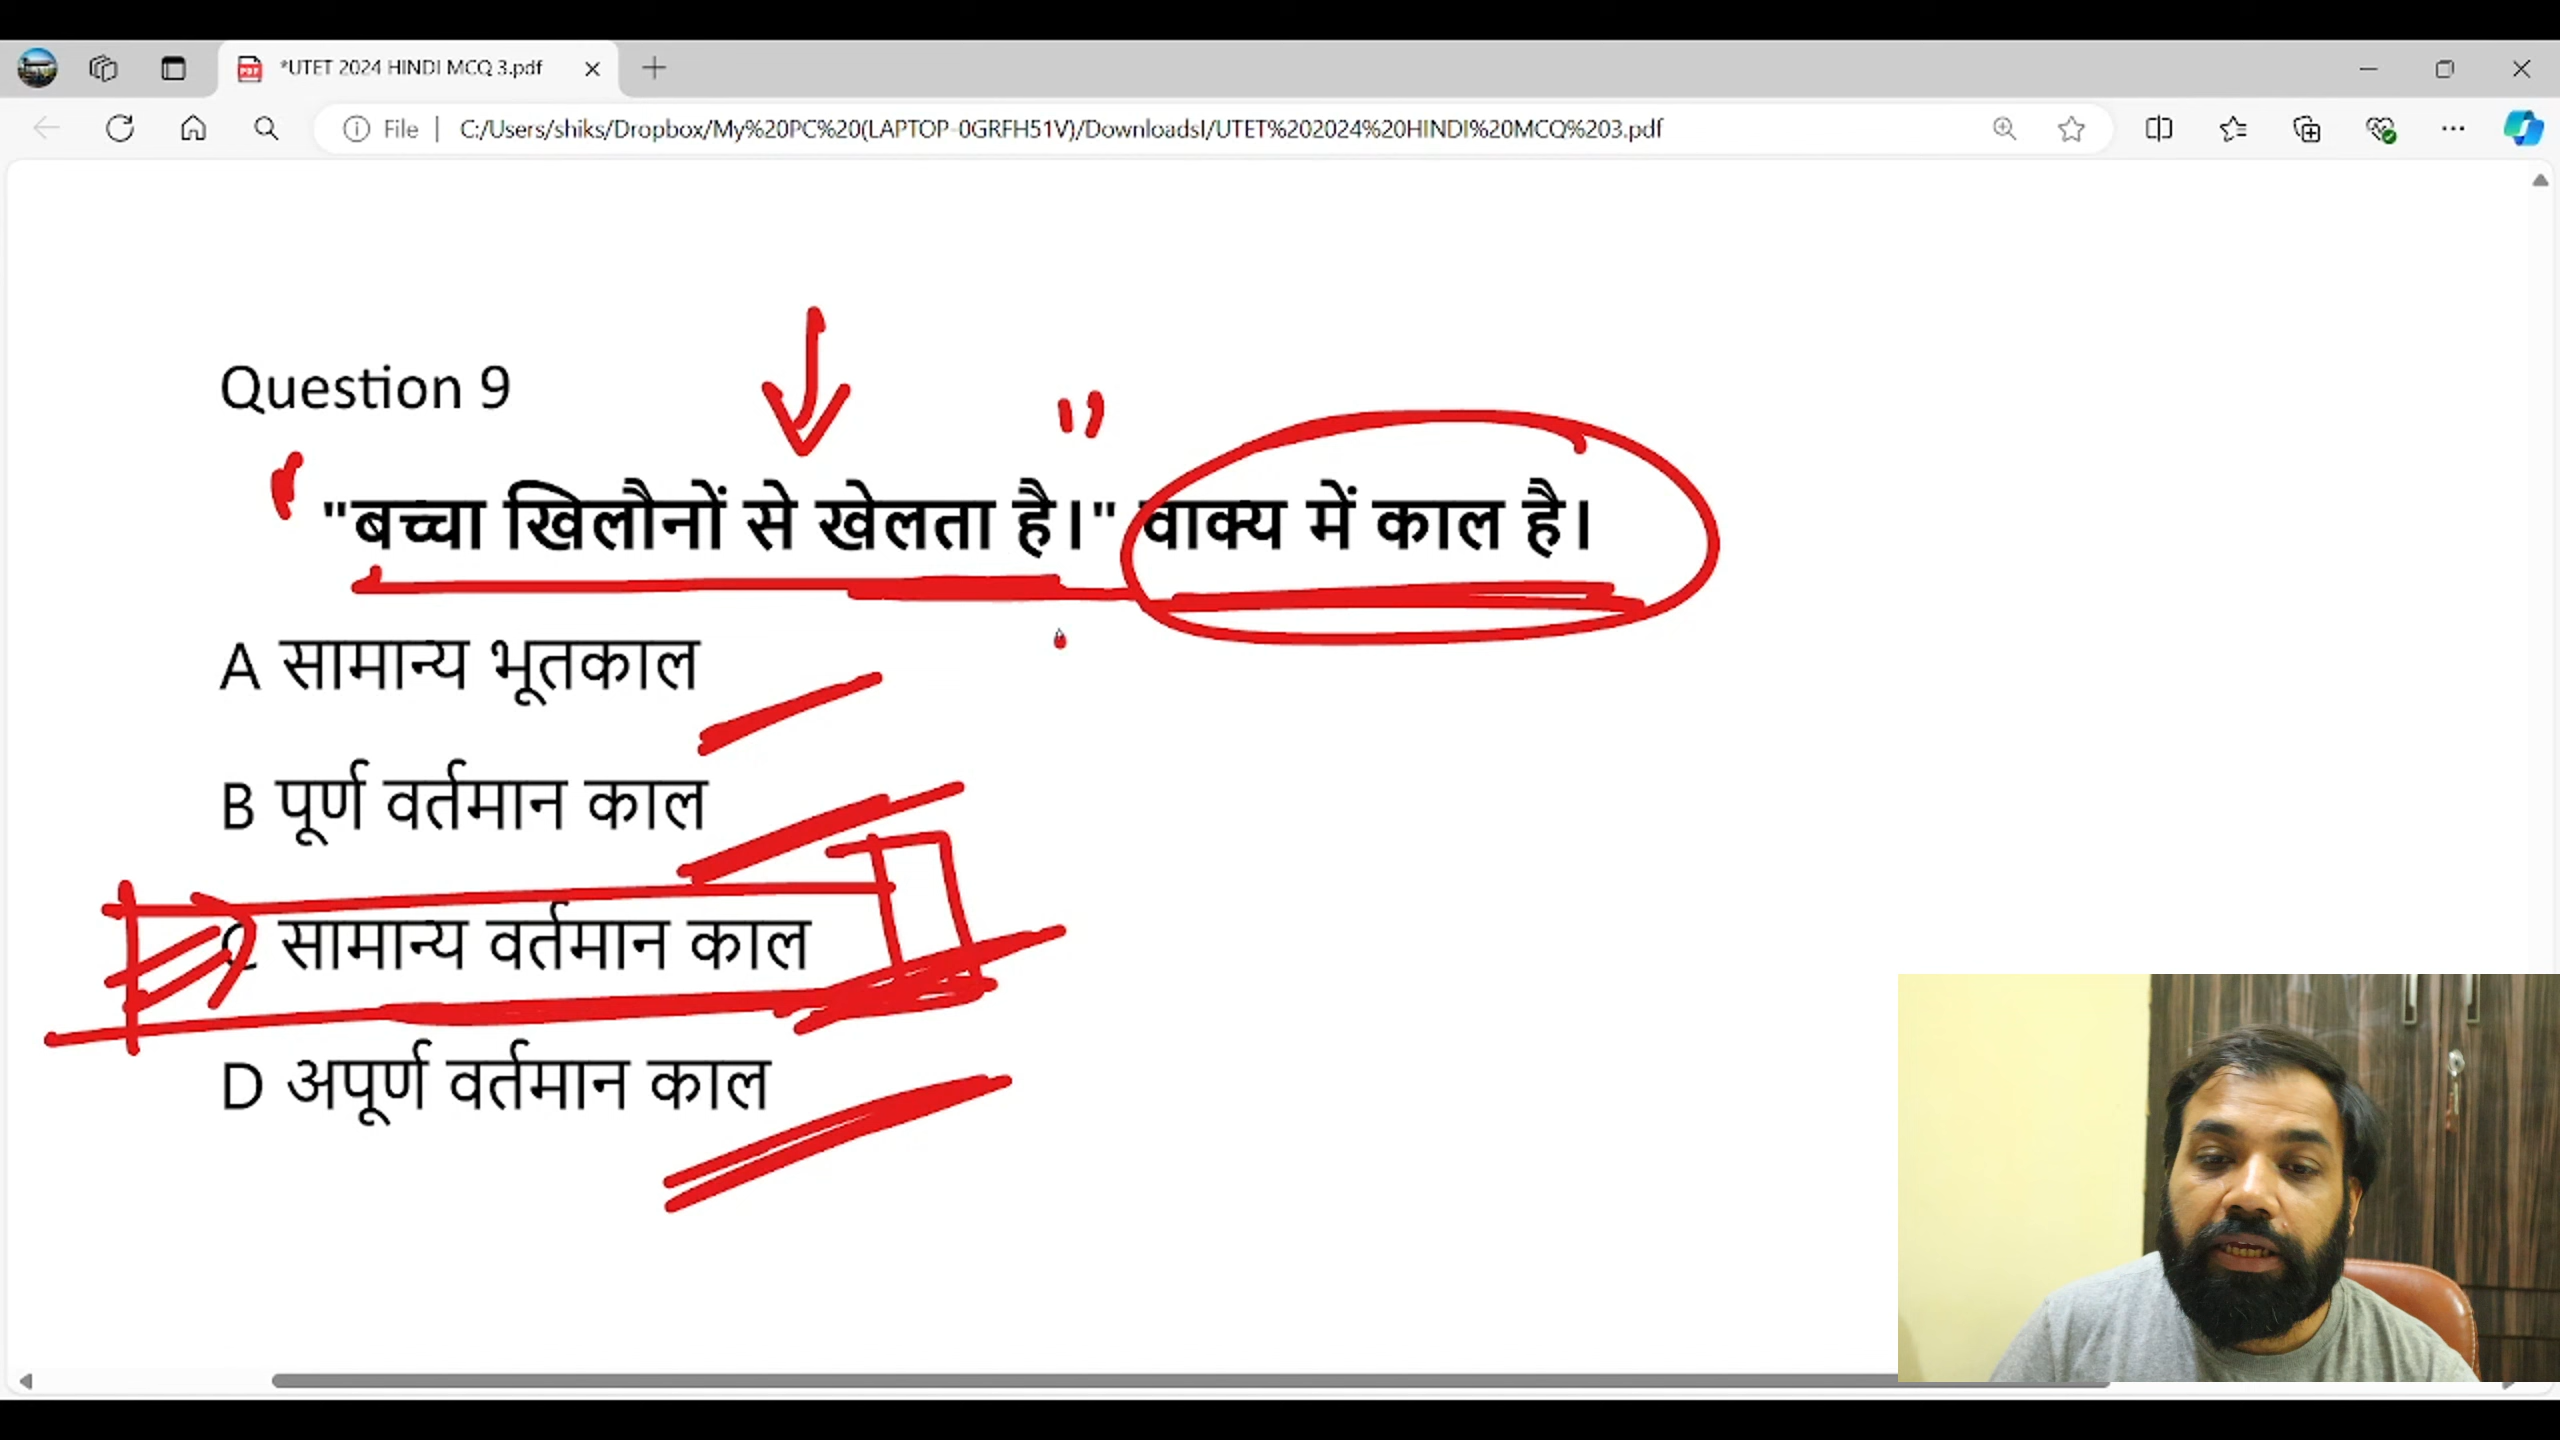 *UTET 2024 HINDI MCQ 3.pdf
File | C:/Users/shiks/Dropbox/My%20PC%20(LAPTOP-0GRFH51V)/DownloadsI/UTET%202024%20HINDI%20MCQ%203.pdf
Question 9
"बच्चा खिलौनों से खेलता है।" वाक्य में काल है।
A सामान्य भूतकाल
B पूर्ण वर्तमान काल
C सामान्य वर्तमान काल
D अपूर्ण वर्तमान काल